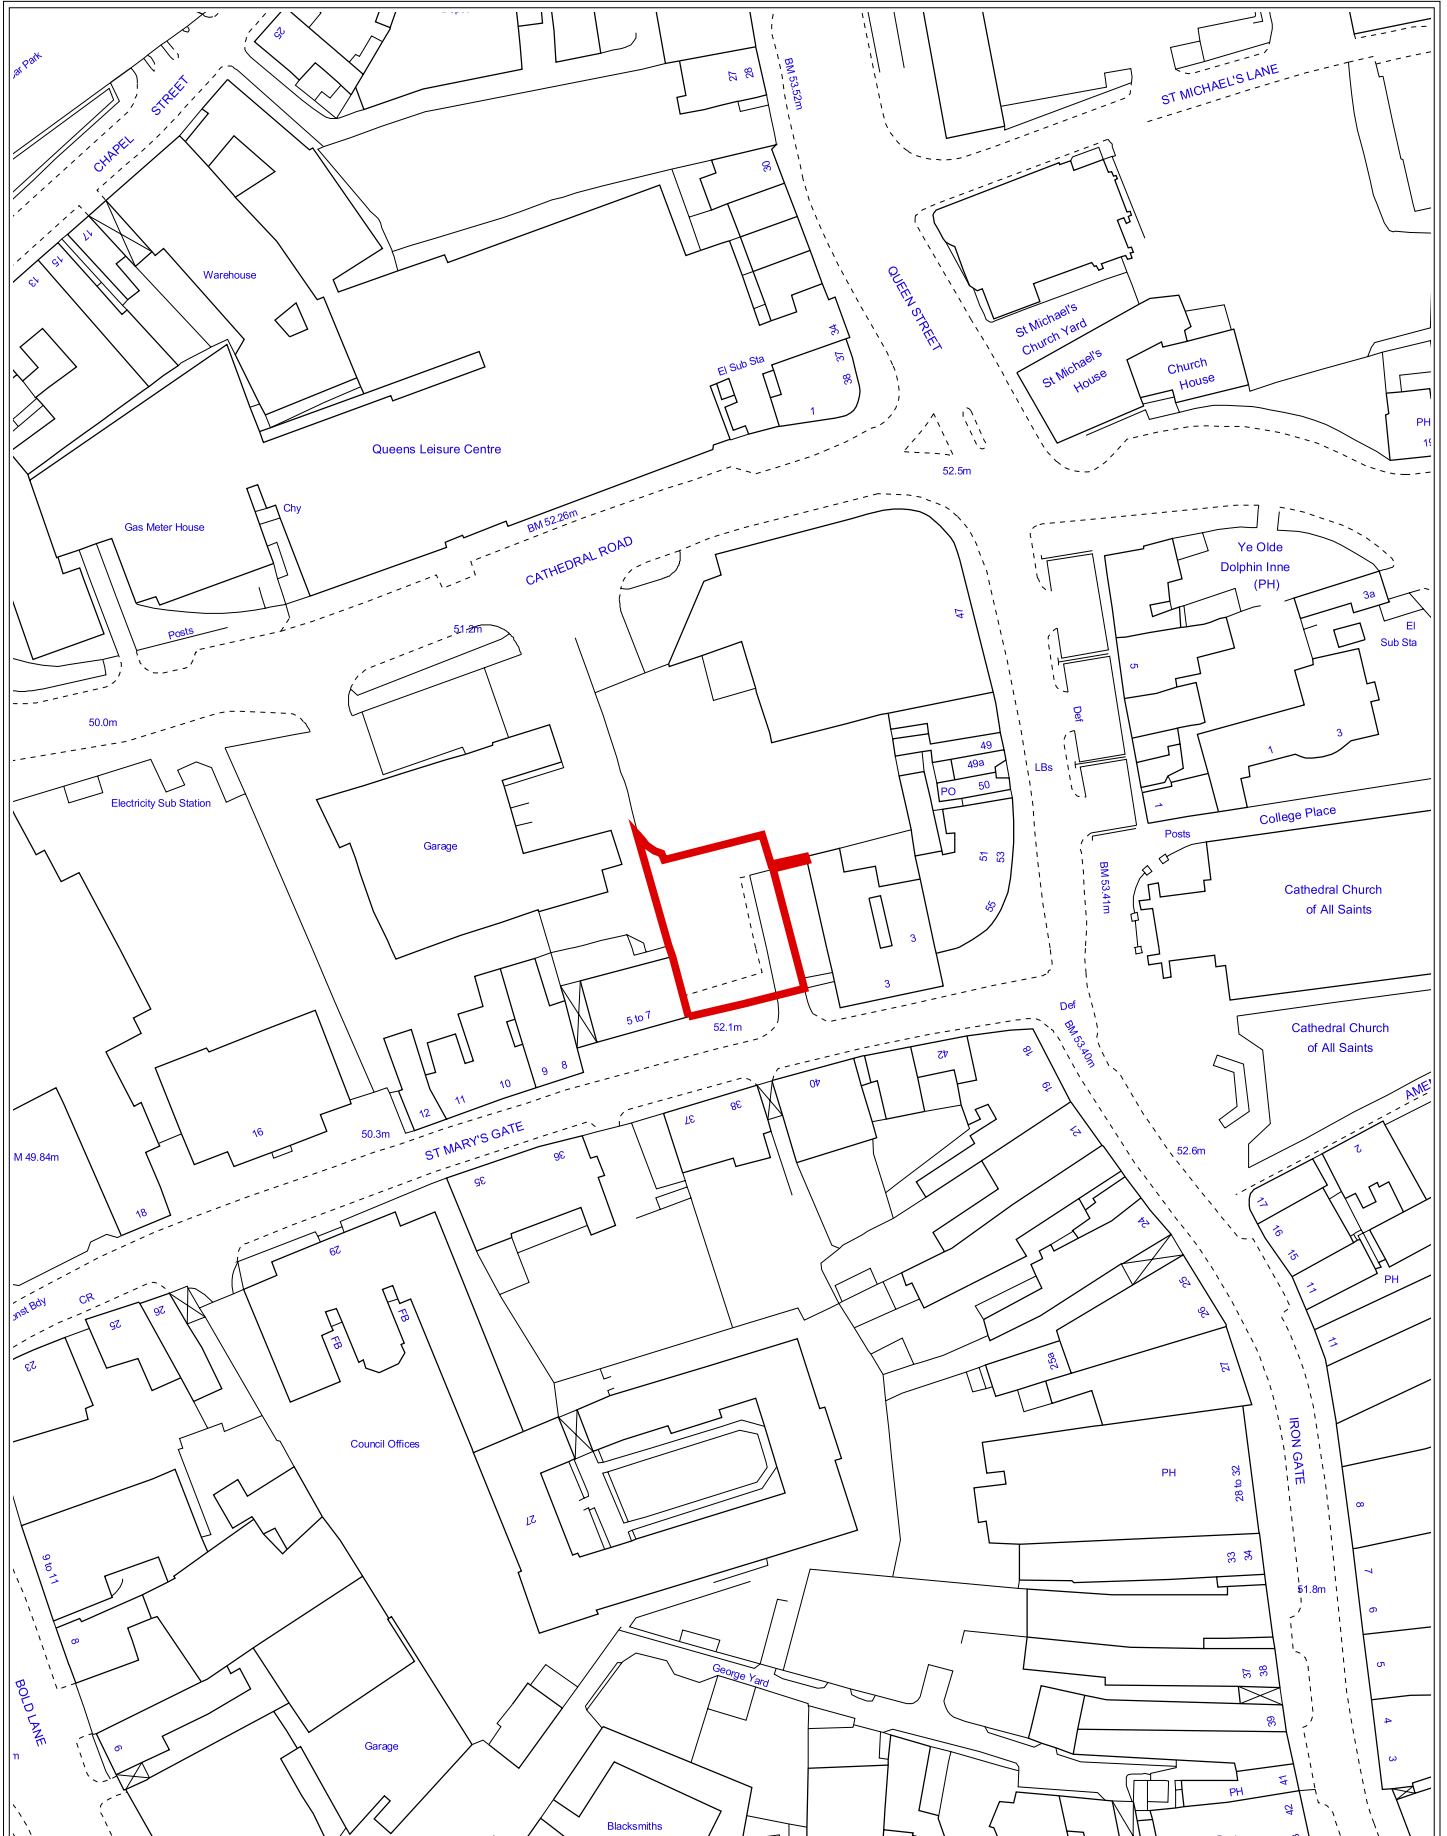 25
CHAPEL STREET
27
28
BM 53.52m
ST MICHAEL'S LANE
30
17
15
13
Warehouse
QUEEN STREET
St Michael's
Church Yard
St Michael's
House
Church
House
34
37
38
1
El Sub Sta
PH
Queens Leisure Centre
52.5m
Chy
Gas Meter House
BM 52.26m
CATHEDRAL ROAD
Ye Olde
Dolphin Inne
(PH)
3a
El
Sub Sta
47
51.2m
Posts
5
50.0m
Def
49
49a
50
PO
LBs
1
3
1
Electricity Sub Station
College Place
Posts
Garage
51
53
55
BM 53.41m
Cathedral Church
of All Saints
3
3
5 to 7
52.1m
Def
BM 53.40m
Cathedral Church
of All Saints
42
18
19
40
9
8
10
11
12
38
37
21
50.3m
ST MARY'S GATE
16
M 49.84m
36
35
52.6m
2
18
17
16
15
11
24
29
25
26
PH
CR
26
25
FB
FB
11
23
25a
27
IRON GATE
Council Offices
PH
28 to 32
8
27
9 to 11
33
34
51.8m
7
6
8
George Yard
37
38
5
BOLD LANE
39
4
6
Garage
3
41
PH
42
Blacksmiths